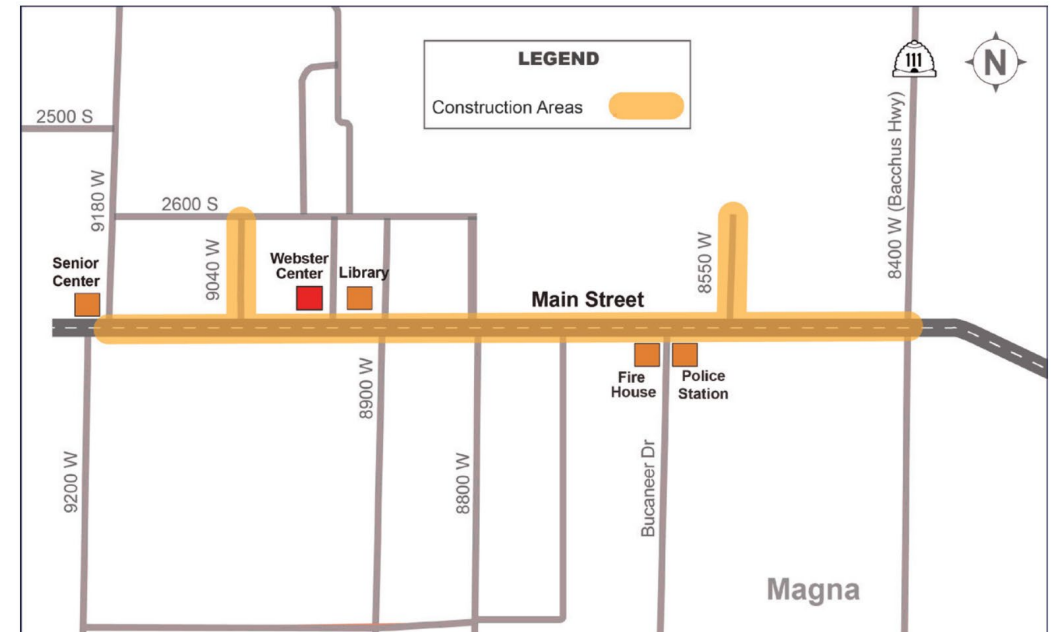 LEGEND
Construction Areas
111
N
2500 S
9180 W
2600 S
9040 W
8550 W
8400 W (Bacchus Hwy)
Senior
Center
Webster
Center
Library
Main Street
Fire
House
Police
Station
8900 W
9200 W
8800 W
Bucaneer Dr
Magna